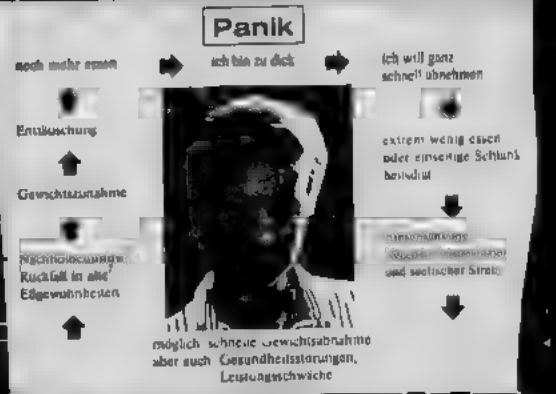 Panik
noch mehr essen
ich bin zu dick
ich will ganz
schnell abnehmen
Enttäuschung
extrem wenig essen
oder einseitige Schlank
heitsdiät
Gewichtszunahme
Rückfall in alte
Eßgewohnheiten
und seelischer Streß
möglich schnelle Gewichtsabnahme
aber auch Gesundheitsstörungen,
Leistungsschwäche